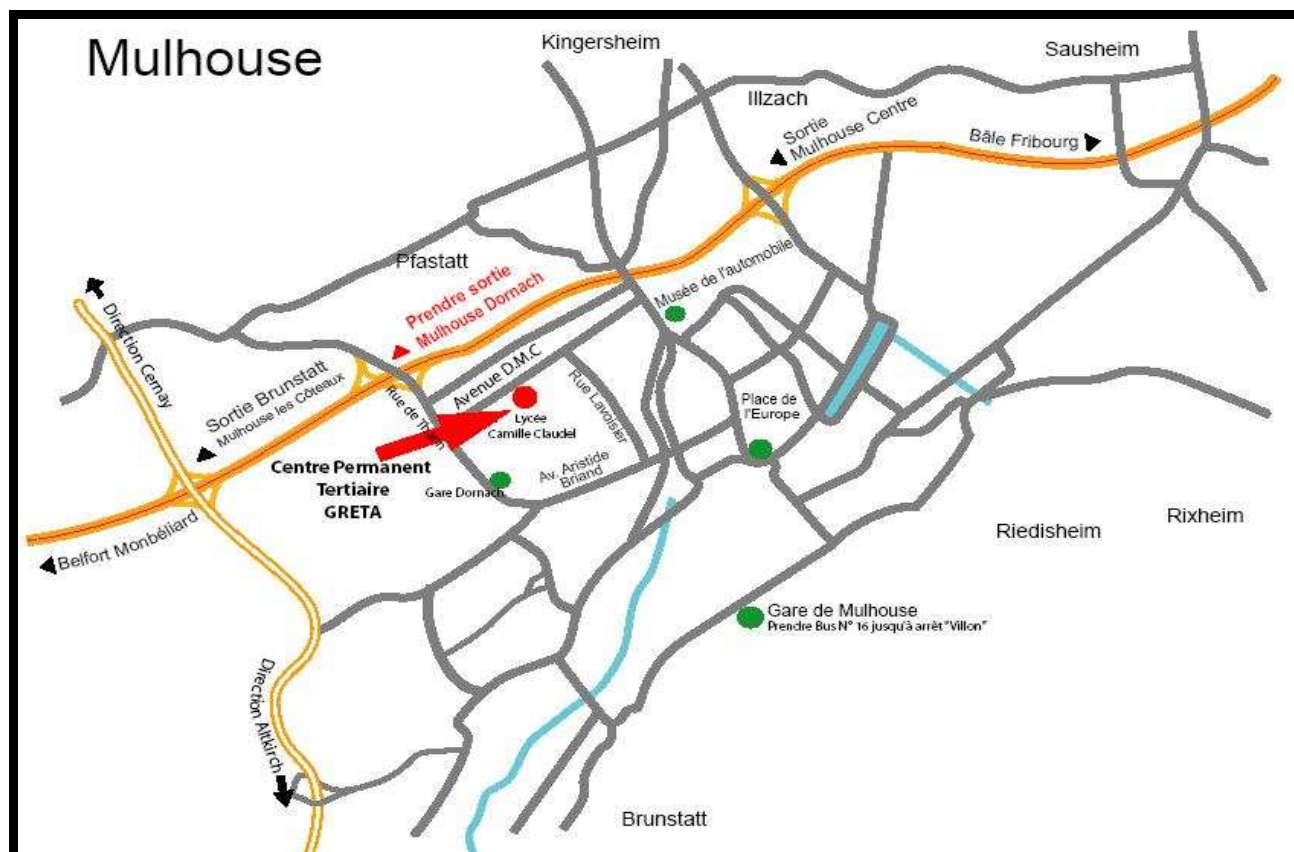 Mulhouse
Kingersheim
Sausheim
Illzach
Sortie
Mulhouse Centre
Bâle Fribourg
Pfastatt
Musée de l'automobile
Prendre sortie
Mulhouse Dornach
Direction Cernay
Avenue D.M.C
Sortie Brunstatt
Mulhouse les Côteaux
Rue de Thann
Rue Lavoisier
Place de
l'Europe
Lycée
Camille Claudel
Centre Permanent
Tertiaire
GRETA
Gare Dornach
Av. Aristide
Briand
Belfort Monbéliard
Riedisheim
Rixheim
Gare de Mulhouse
Prendre Bus N° 16 jusqu'à arrêt "Villon"
Direction Altkirch
Brunstatt